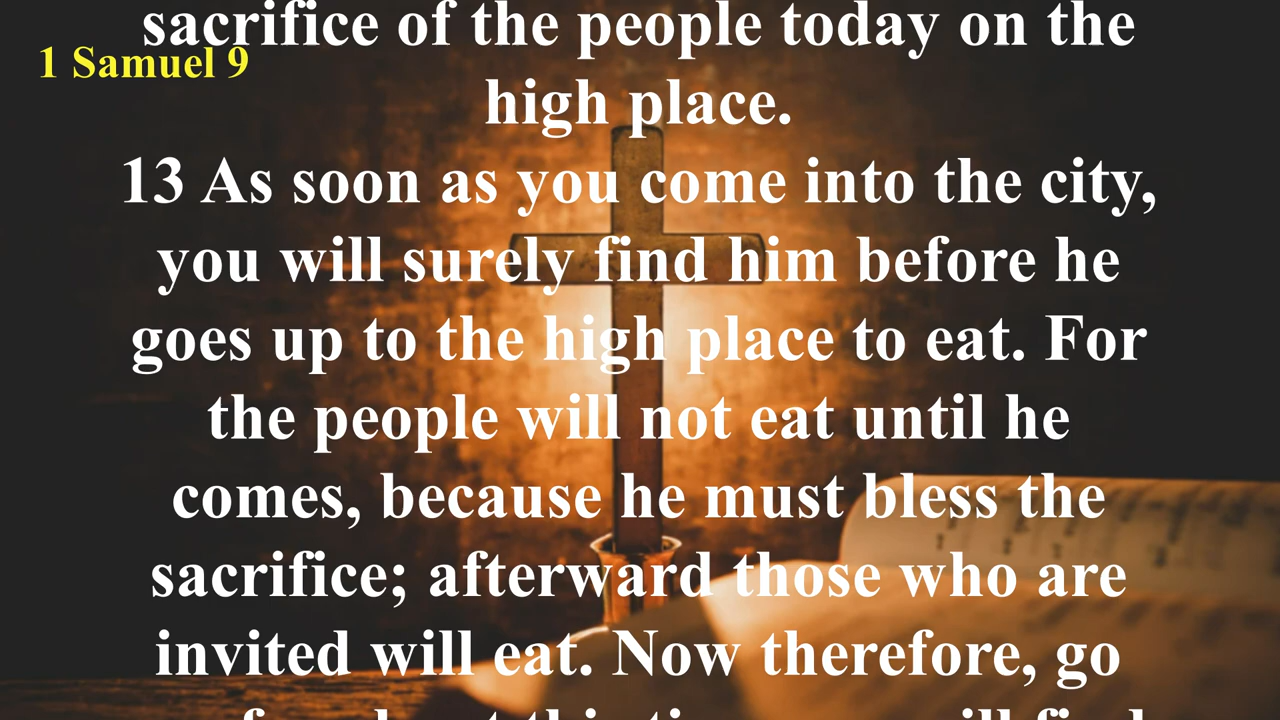 sacrifice of the people today on the
1 Samuel 9
high place.
13 As soon as you come into the city,
you will surely find him before he
goes up to the high place to eat. For
the people will not eat until he
comes, because he must bless the
sacrifice; afterward those who are
invited will eat. Now therefore, go